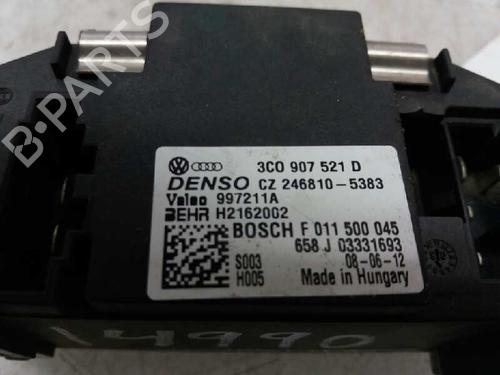 B-PARTS
3C0 907 521 D
DENSO CZ 246810-5383
Valeo 997211A
BEHR H2162002
BOSCH F 011 500 045
658 J 03331693
S003 08-06-12
H005 Made in Hungary
14990